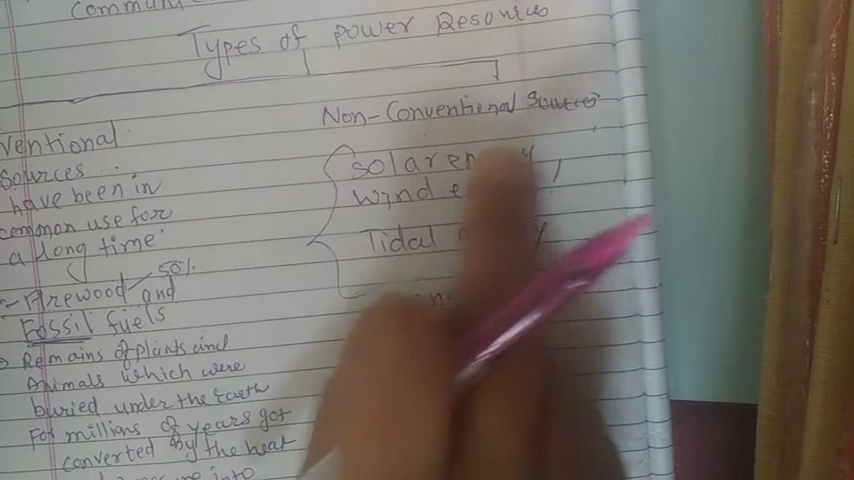 Types of power Resources
Non-Conventional Sources
ventional
Sources
have been in
common use for
a long time
solar
wind
Tidal
Firewood 50%
and
Fossil fuels
Remains of plants and
Animals which were
buried under the Earth
For millions of years got
converted by the heat
into